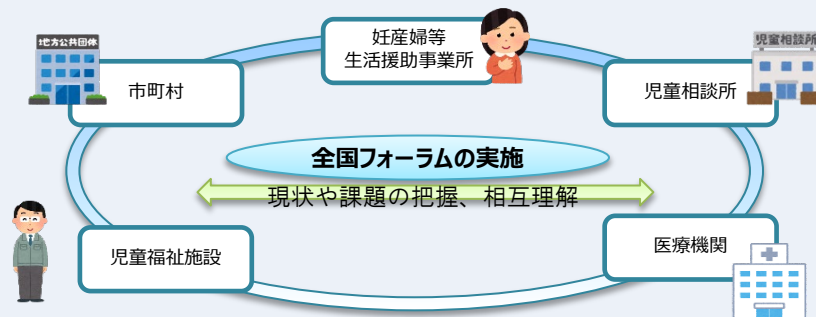 妊産婦等
生活援助事業所
地方公共団体
市町村
児童相談所
児童相談所
全国フォーラムの実施
現状や課題の把握、相互理解
児童福祉施設
医療機関